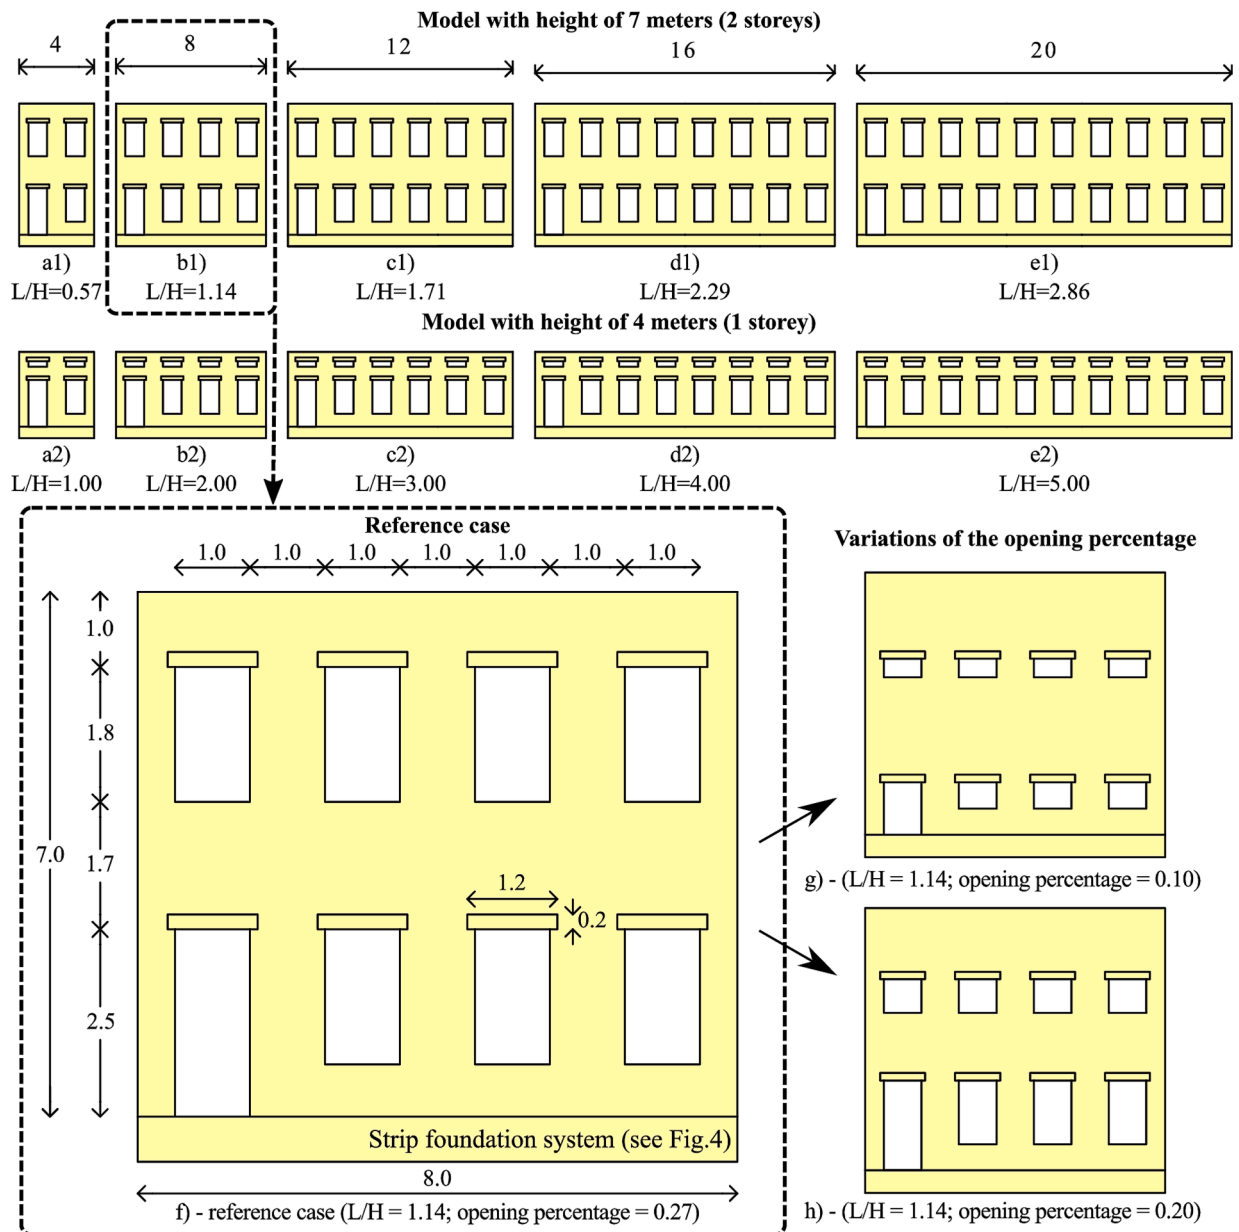 Model with height of 7 meters (2 storeys)
4
8
12
16
20
a1)
L/H=0.57
b1)
L/H=1.14
c1)
L/H=1.71
d1)
L/H=2.29
e1)
L/H=2.86
Model with height of 4 meters (1 storey)
a2)
L/H=1.00
b2)
L/H=2.00
c2)
L/H=3.00
d2)
L/H=4.00
e2)
L/H=5.00
Reference case
1.0 1.0 1.0 1.0 1.0 1.0 1.0
1.0
1.8
7.0
1.7
1.2
0.2
2.5
Strip foundation system (see Fig.4)
8.0
f) - reference case (L/H = 1.14; opening percentage = 0.27)
Variations of the opening percentage
g) - (L/H = 1.14; opening percentage = 0.10)
h) - (L/H = 1.14; opening percentage = 0.20)